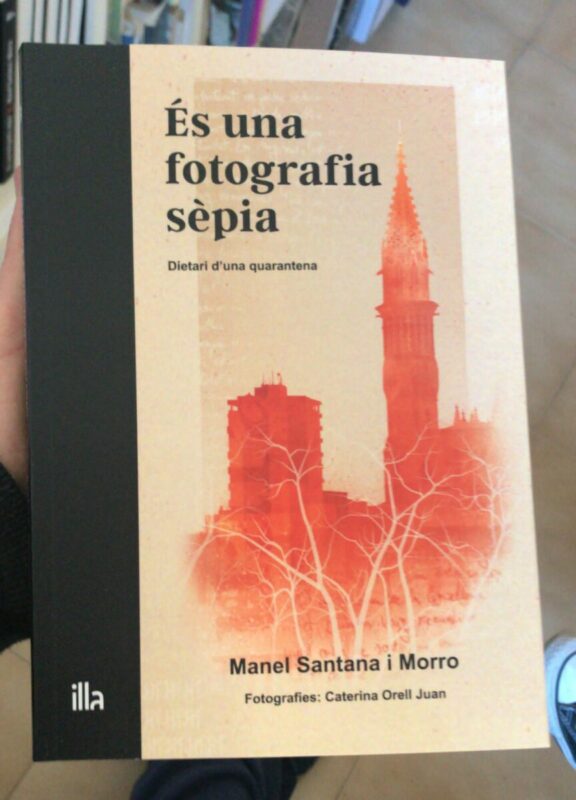 És una
fotografia
sèpia
Dietari d'una quarantena
Manel Santana i Morro
Fotografies: Caterina Orell Juan
illa